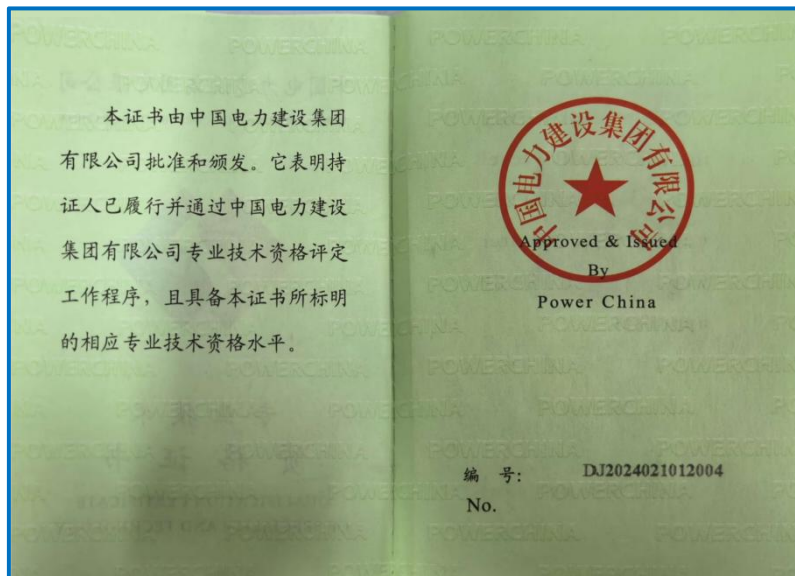 本证书由中国电力建设集团
有限公司批准和颁发。它表明持
证人已履行并通过中国电力建设
集团有限公司专业技术资格评定
工作程序，且具备本证书所标明
的相应专业技术资格水平。
中国电力建设集团有限公司
Approved & Issued
By
Power China
编 号： DJ2024021012004
No.
POWERCHINA